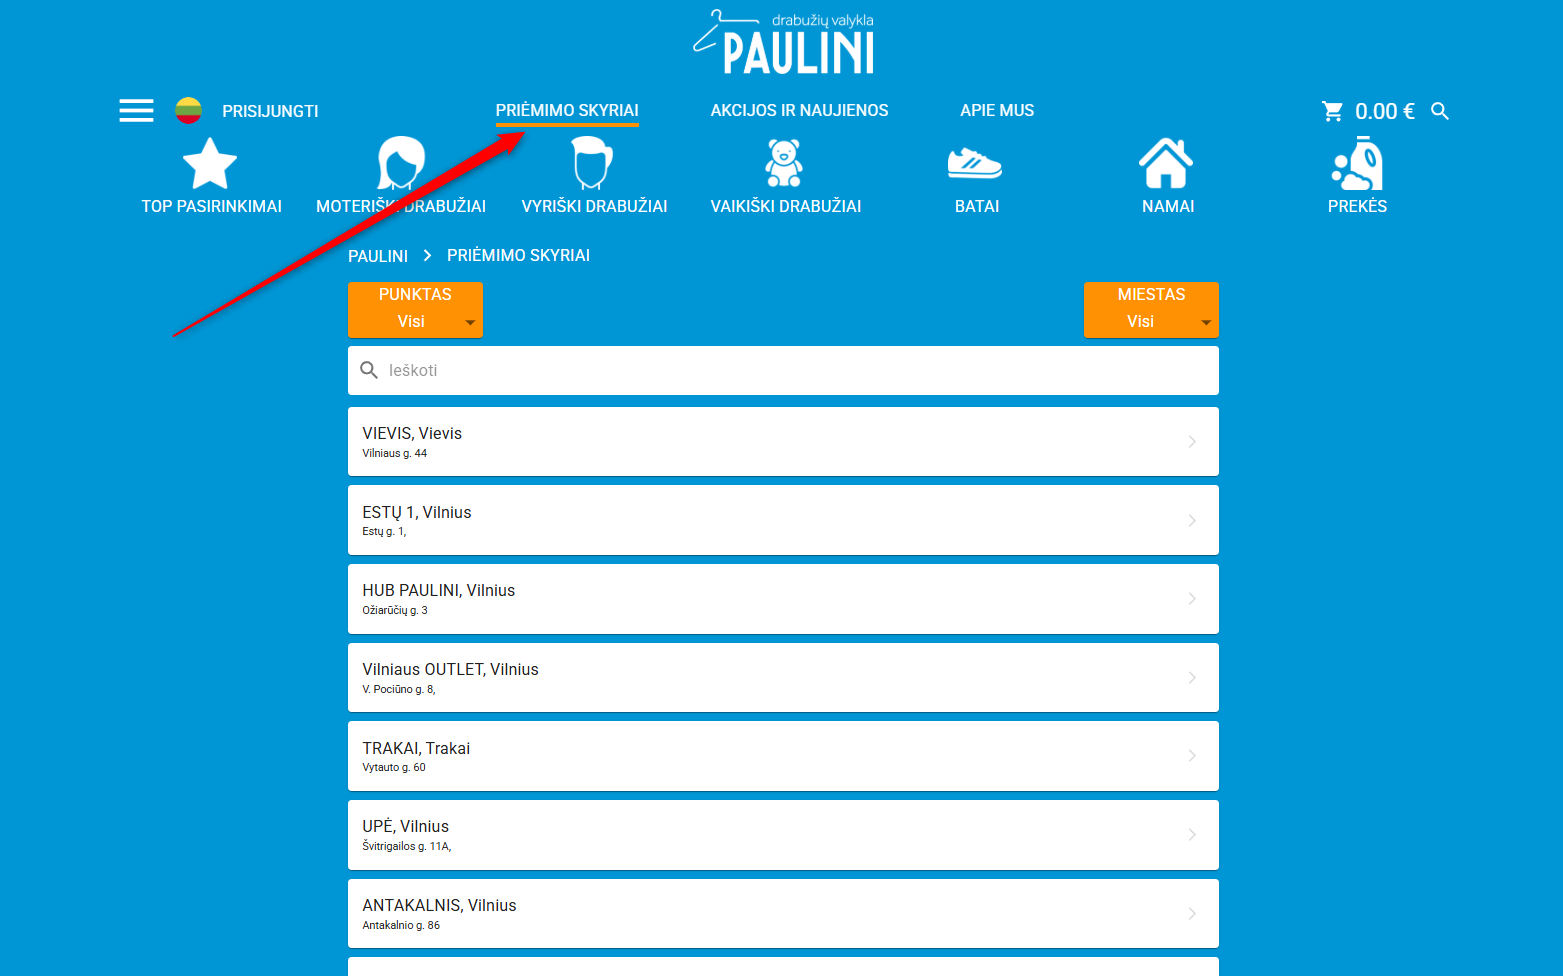 drabužių valykla
PAULINI
PRISIJUNGTI
PRIĖMIMO SKYRIAI
AKCIJOS IR NAUJIENOS
APIE MUS
0.00 €
TOP PASIRINKIMAI
MOTERIŠKI DRABUŽIAI
VYRIŠKI DRABUŽIAI
VAIKIŠKI DRABUŽIAI
BATAI
NAMAI
PREKĖS
PAULINI
PRIĖMIMO SKYRIAI
PUNKTAS
Visi
MIESTAS
Visi
Ieškoti
VIEVIS, Vievis
Vilniaus g. 44
ESTŲ 1, Vilnius
Estų g. 1,
HUB PAULINI, Vilnius
Ožiarūčių g. 3
Vilniaus OUTLET, Vilnius
V. Pociūno g. 8,
TRAKAI, Trakai
Vytauto g. 60
UPĖ, Vilnius
Švitrigailos g. 11A,
ANTAKALNIS, Vilnius
Antakalnio g. 86